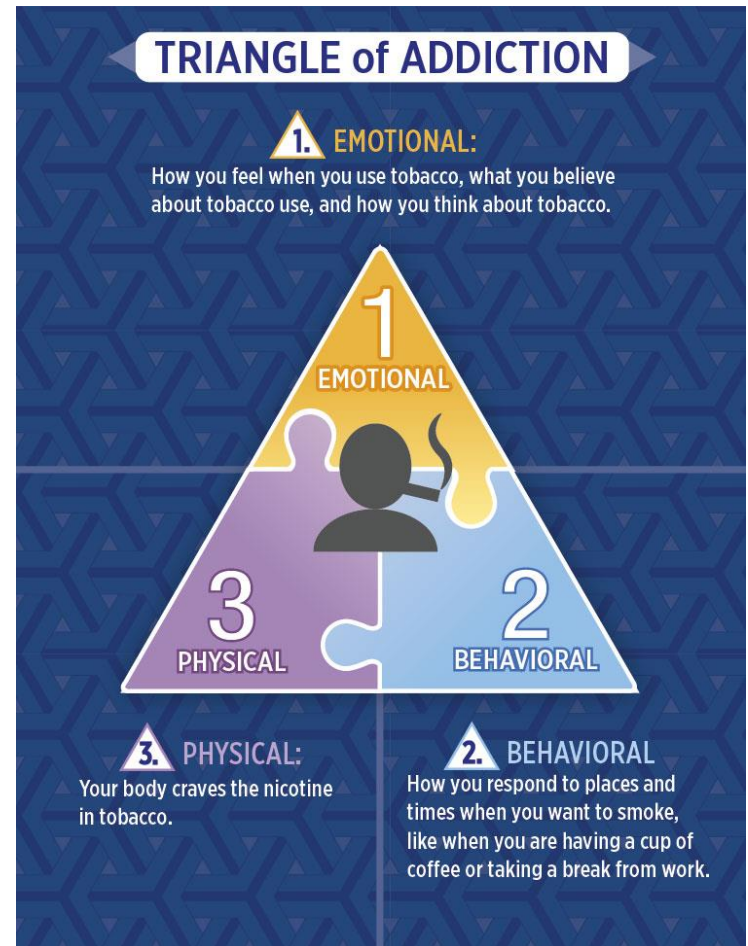 TRIANGLE of ADDICTION
1. EMOTIONAL:
How you feel when you use tobacco, what you believe
about tobacco use, and how you think about tobacco.
1
EMOTIONAL
3
PHYSICAL
2
BEHAVIORAL
3. PHYSICAL:
Your body craves the nicotine
in tobacco.
2. BEHAVIORAL
How you respond to places and
times when you want to smoke,
like when you are having a cup of
coffee or taking a break from work.